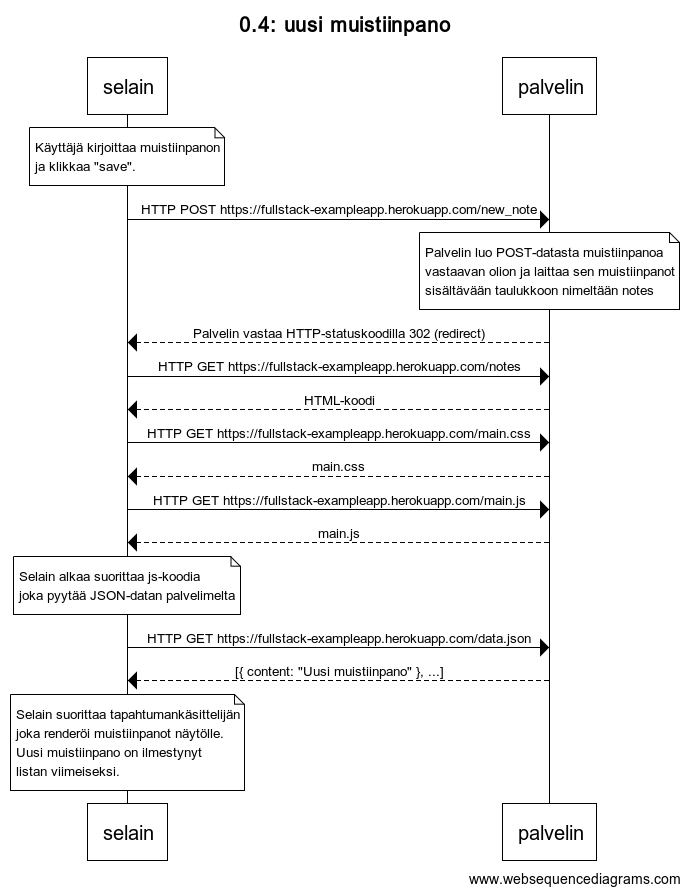 0.4: uusi muistiinpano
selain
palvelin
Käyttäjä kirjoittaa muistiinpanon
ja klikkaa "save".
HTTP POST https://fullstack-exampleapp.herokuapp.com/new_note
Palvelin luo POST-datasta muistiinpanoa
vastaavan olion ja laittaa sen muistiinpanot
sisältävään taulukkoon nimeltään notes
Palvelin vastaa HTTP-statuskoodilla 302 (redirect)
HTTP GET https://fullstack-exampleapp.herokuapp.com/notes
HTML-koodi
HTTP GET https://fullstack-exampleapp.herokuapp.com/main.css
main.css
HTTP GET https://fullstack-exampleapp.herokuapp.com/main.js
main.js
Selain alkaa suorittaa js-koodia
joka pyytää JSON-datan palvelimelta
HTTP GET https://fullstack-exampleapp.herokuapp.com/data.json
[{ content: "Uusi muistiinpano" }, ...]
Selain suorittaa tapahtumankäsittelijän
joka renderöi muistiinpanot näytölle.
Uusi muistiinpano on ilmestynyt
listan viimeiseksi.
selain
palvelin
www.websequencediagrams.com